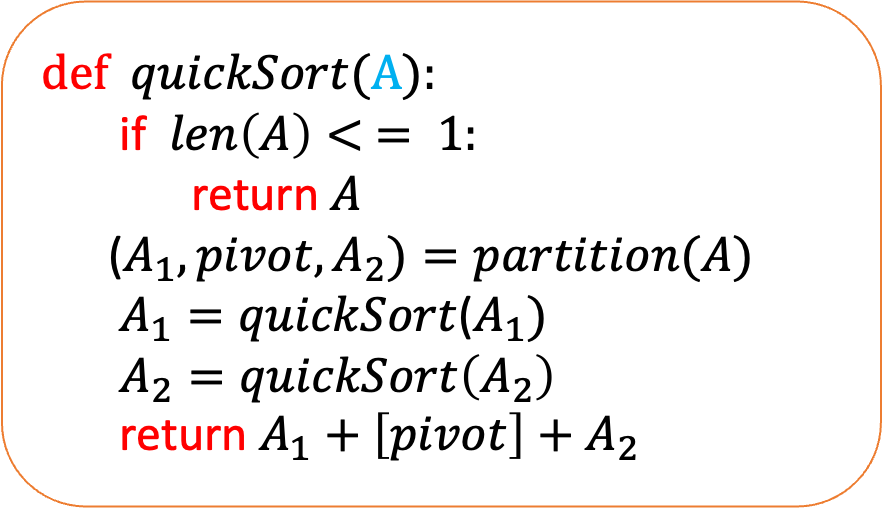 def quickSort(A):
if len(A) <= 1:
return A
(A₁, pivot, A₂) = partition(A)
A₁ = quickSort(A₁)
A₂ = quickSort(A₂)
return A₁ + [pivot] + A₂